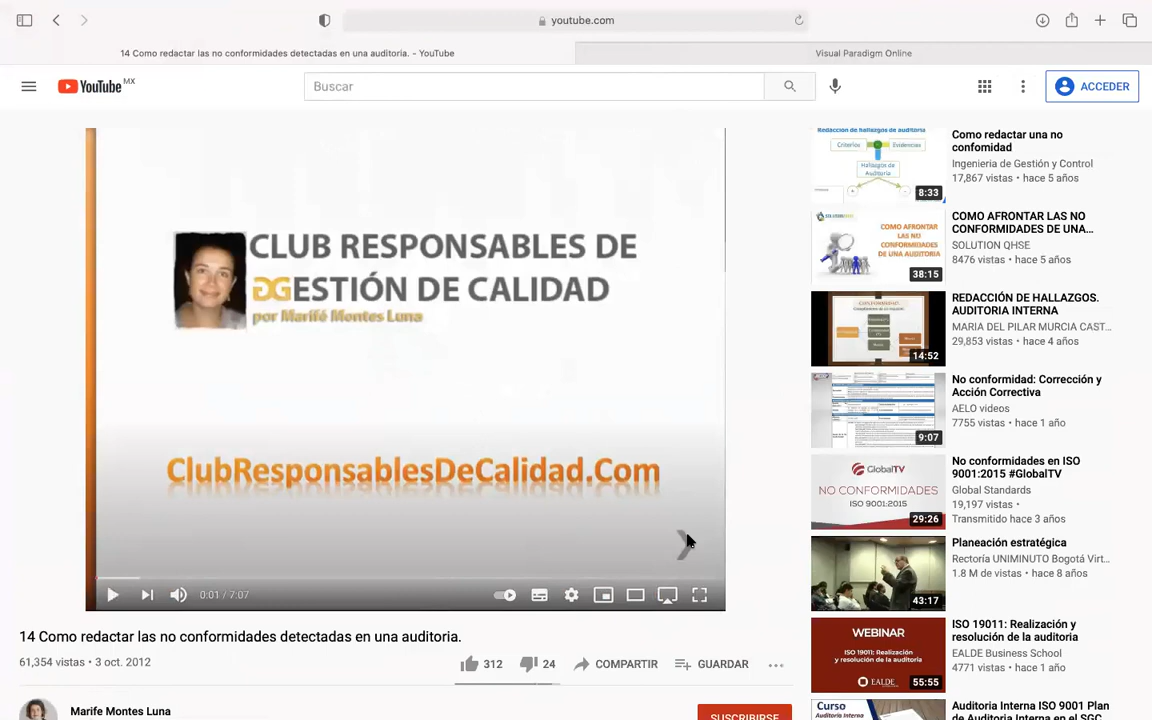 youtube.com
14 Como redactar las no conformidades detectadas en una auditoria. - YouTube
Visual Paradigm Online
YouTube MX
Buscar
ACCEDER
CLUB RESPONSABLES DE
GESTIÓN DE CALIDAD
por Marifé Montes Luna
ClubResponsablesDeCalidad.Com
0:01 / 7:07
14 Como redactar las no conformidades detectadas en una auditoria.
61,354 vistas • 3 oct. 2012
312
24
COMPARTIR
GUARDAR
Marife Montes Luna
SUSCRIBIRSE
Redacción de hallazgos de auditoría
Criterios
Evidencias
Hallazgos de
Auditoría
8:33
Como redactar una no
conformidad
Ingenieria de Gestión y Control
17,867 vistas • hace 5 años
COMO AFRONTAR
LAS NO
CONFORMIDADES
DE UNA AUDITORIA
38:15
COMO AFRONTAR LAS NO
CONFORMIDADES DE UNA...
SOLUTION QHSE
8476 vistas • hace 5 años
14:52
REDACCIÓN DE HALLAZGOS.
AUDITORIA INTERNA
MARIA DEL PILAR MURCIA CAST...
29,853 vistas • hace 4 años
9:07
No conformidad: Corrección y
Acción Correctiva
AELO videos
7755 vistas • hace 1 año
GlobalTV
NO CONFORMIDADES
ISO 9001:2015
29:26
No conformidades en ISO
9001:2015 #GlobalTV
Global Standards
19,197 vistas •
Transmitido hace 3 años
43:17
Planeación estratégica
Rectoría UNIMINUTO Bogotá Virt...
1.8 M de vistas • hace 8 años
WEBINAR
ISO 19011: Realización
y resolución de la auditoría
EALDE
55:55
ISO 19011: Realización y
resolución de la auditoria
EALDE Business School
4771 vistas • hace 1 año
Curso
Auditoría Interna
Auditoria Interna ISO 9001 Plan
de Auditoria Interna en el SGC